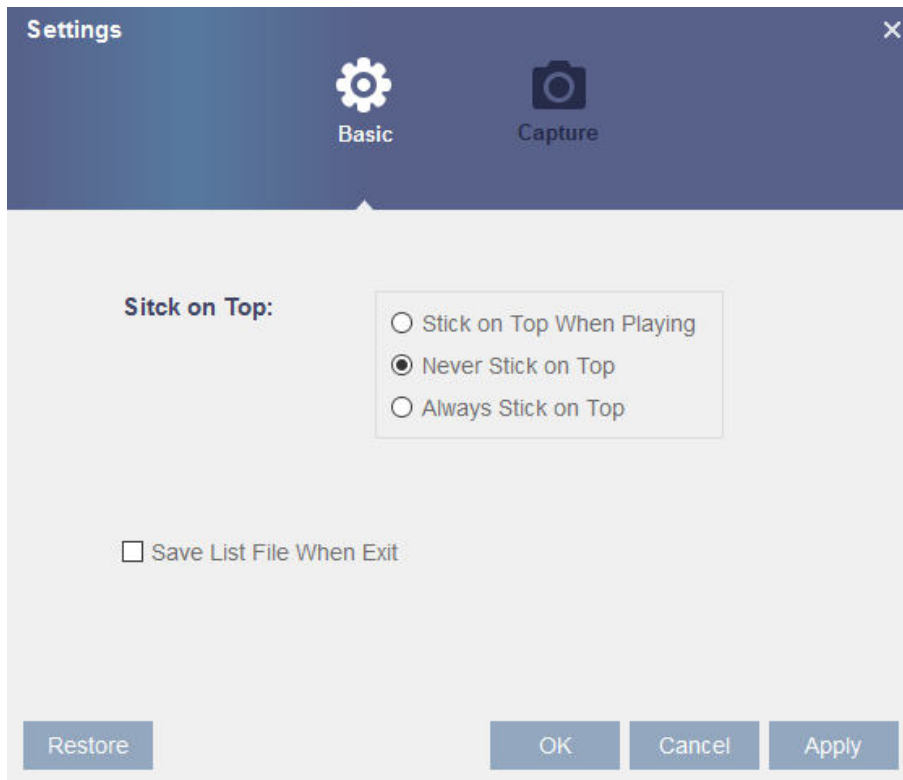 Settings
Basic
Capture
Sitck on Top:
Stick on Top When Playing
Never Stick on Top
Always Stick on Top
Save List File When Exit
Restore
OK
Cancel
Apply